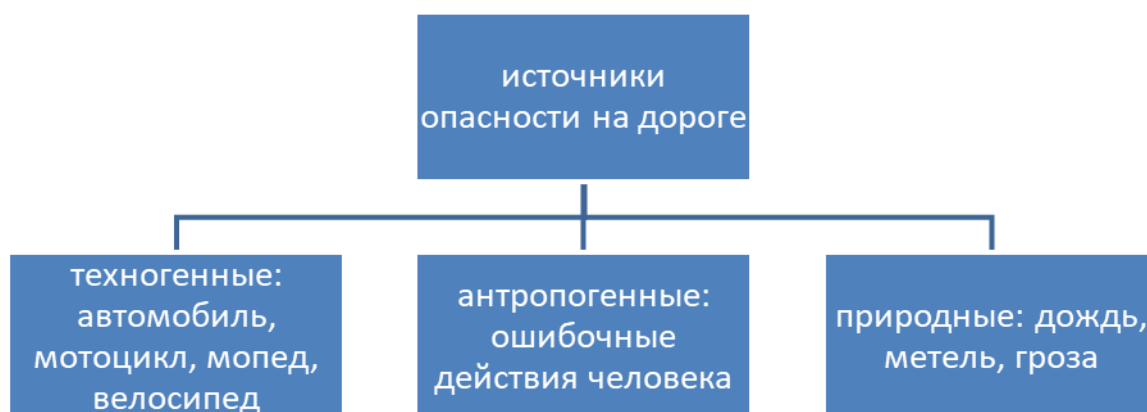 источники
опасности на дороге
техногенные:
автомобиль,
мотоцикл, мопед,
велосипед
антропогенные:
ошибочные
действия человека
природные: дождь,
метель, гроза